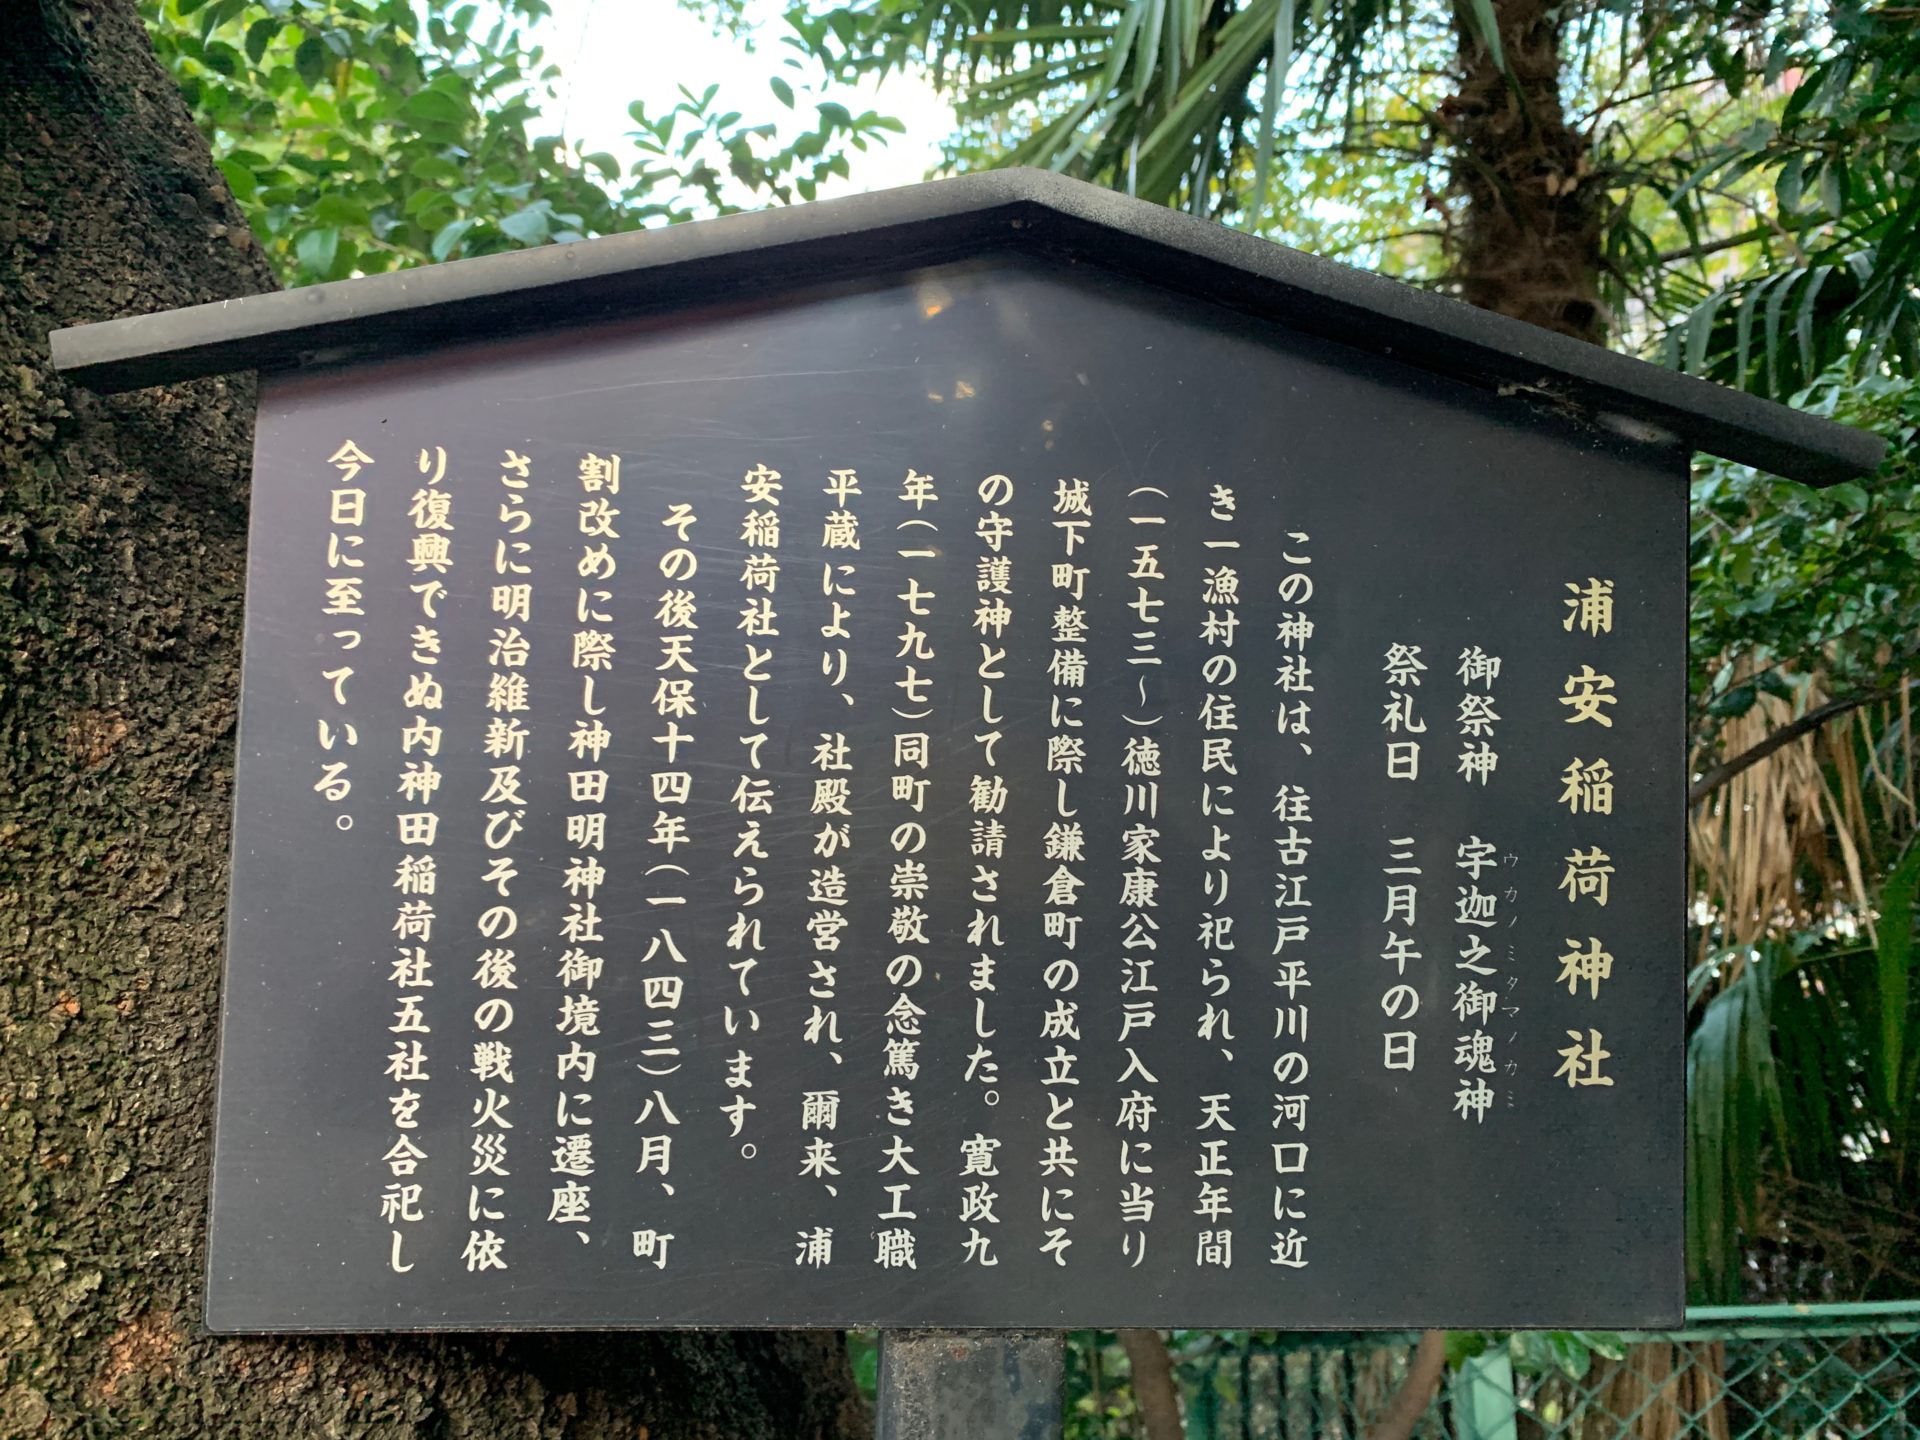 浦安稲荷神社
御祭神　宇迦之御魂神
ウカノミタマノカミ
祭礼日　三月午の日
この神社は、往古江戸平川の河口に近
き一漁村の住民により祀られ、天正年間
（一五七三～）徳川家康公江戸入府に当り
城下町整備に際し鎌倉町の成立と共にそ
の守護神として勧請されました。寛政九
年（一七九七）同町の崇敬の念篤き大工職
平蔵により、社殿が造営され、爾来、浦
安稲荷社として伝えられています。
その後天保十四年（一八四三）八月、町
割改めに際し神田明神社御境内に遷座、
さらに明治維新及びその後の戦火災に依
り復興できぬ内神田稲荷社五社を合祀し
今日に至っている。